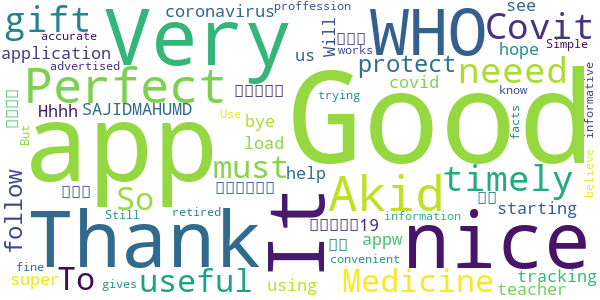 gift
Very
coronavirus
proffession
WHO
Covit
see
accurate
application
advertised
Perfect
us
Will
works
protect
hope
Simple
Hhhh
SAJIDMAHUMD
app
Good
covid
neeed
trying
know
informative
But
bye
load
must
help
Use
facts
So
Akid
timely
believe
follow
Thank
It
nice
Still
retired
information
starting
appw
convenient
fine
super
To
gives
useful
using
Medicine
tracking
teacher
19